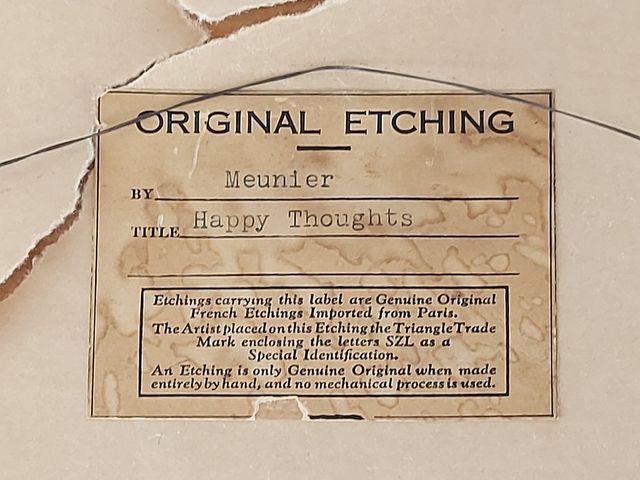 ORIGINAL ETCHING
BY Meunier
TITLE Happy Thoughts
Etchings carrying this label are Genuine Original
French Etchings Imported from Paris.
The Artist placed on this Etching the Triangle Trade
Mark enclosing the letters SZL as a
Special Identification.
An Etching is only Genuine Original when made
entirely by hand, and no mechanical process is used.